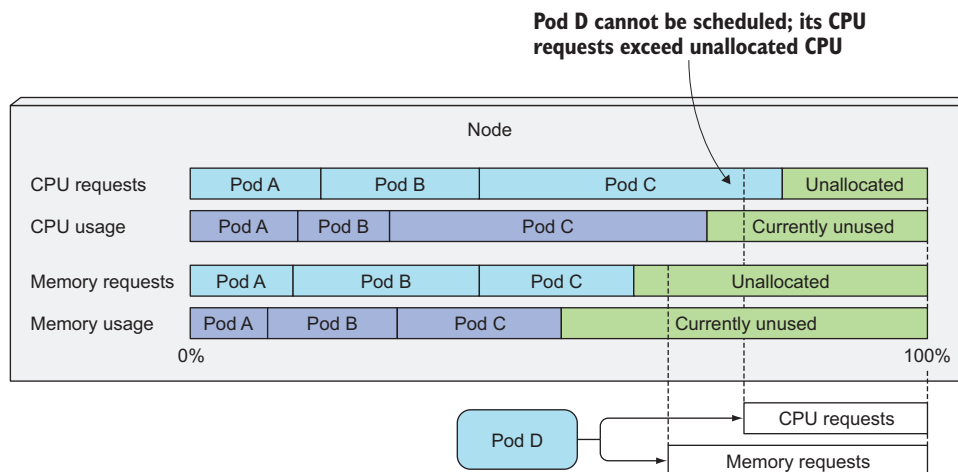 Pod D cannot be scheduled; its CPU
requests exceed unallocated CPU
Node
CPU requests Pod A Pod B Pod C Unallocated
CPU usage Pod A Pod B Pod C Currently unused
Memory requests Pod A Pod B Pod C Unallocated
Memory usage Pod A Pod B Pod C Currently unused
0% 100%
CPU requests
Pod D
Memory requests